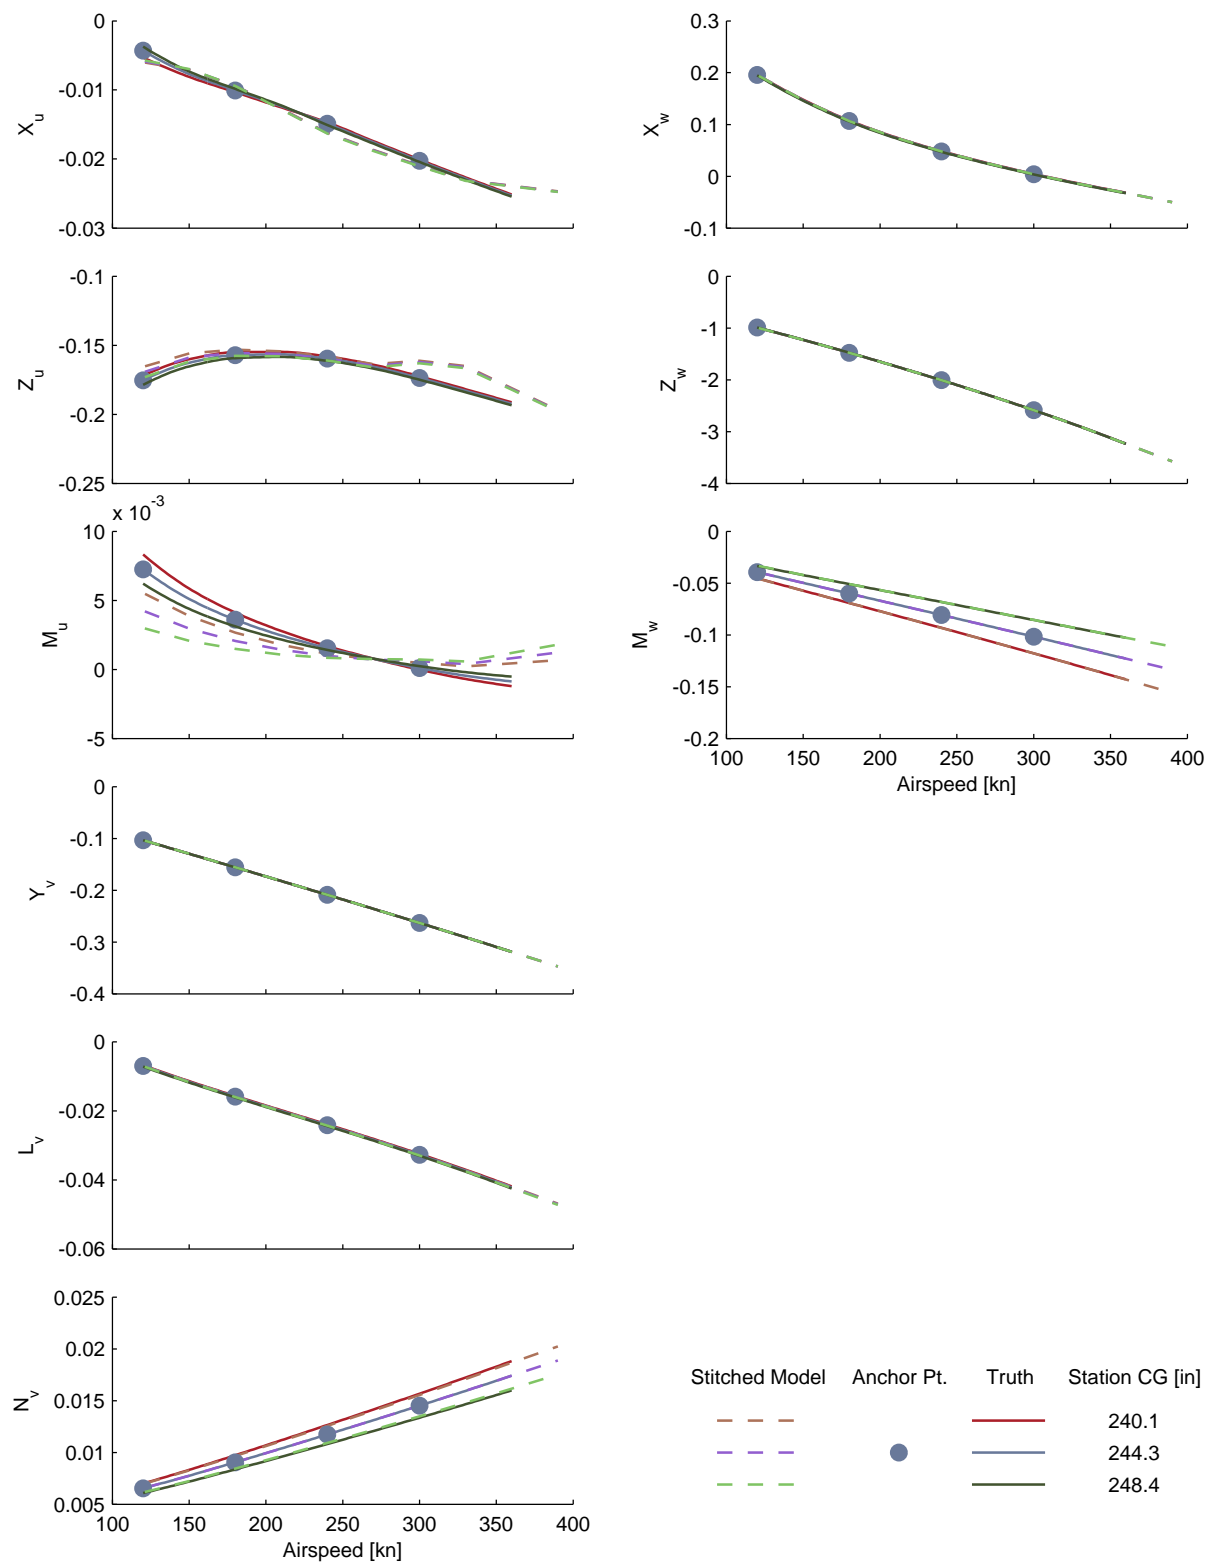 0
-0.01
-0.02
-0.03
X_u
0.3
0.2
0.1
0
-0.1
X_w
-0.1
-0.15
-0.2
-0.25
Z_u
0
-1
-2
-3
-4
Z_w
x 10^-3
10
5
0
-5
M_u
0
-0.05
-0.1
-0.15
-0.2
M_w
100 150 200 250 300 350 400
Airspeed [kn]
0
-0.1
-0.2
-0.3
-0.4
Y_v
0
-0.02
-0.04
-0.06
L_v
0.025
0.02
0.015
0.01
0.005
N_v
100 150 200 250 300 350 400
Airspeed [kn]
Stitched Model Anchor Pt. Truth Station CG [in]
240.1
244.3
248.4